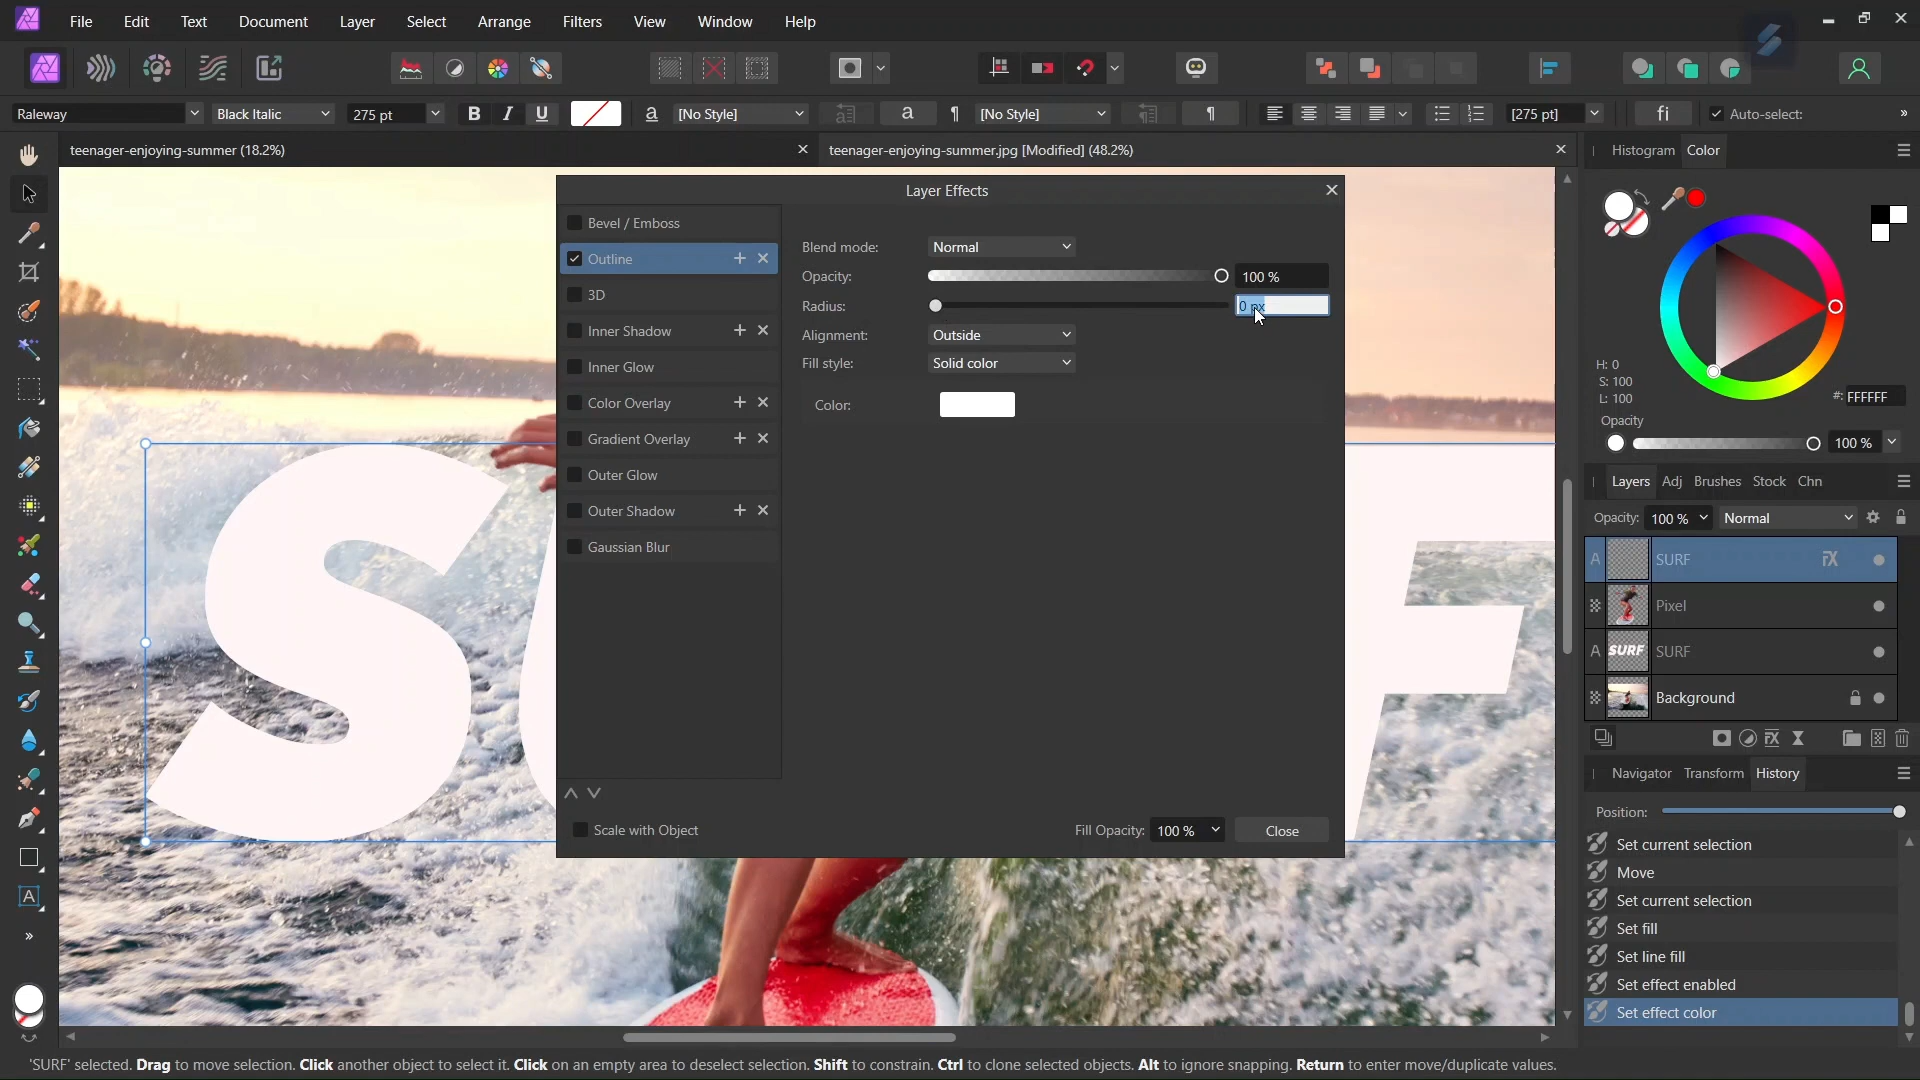 File Edit Text Document Layer Select Arrange Filters View Window Help
Raleway Black Italic 275 pt B I U a [No Style] a ¶ [No Style] ¶ [275 pt] fi Auto-select: »
teenager-enjoying-summer (18.2%)
teenager-enjoying-summer.jpg [Modified] (48.2%)
Histogram Color
Layer Effects
Bevel / Emboss
Outline
3D
Inner Shadow
Inner Glow
Color Overlay
Gradient Overlay
Outer Glow
Outer Shadow
Gaussian Blur
Blend mode: Normal
Opacity: 100 %
Radius: 0 px
Alignment: Outside
Fill style: Solid color
Color:
Scale with Object
Fill Opacity: 100 % Close
H: 0
S: 100
L: 100
#: FFFFFF
Opacity
100 %
Layers Adj Brushes Stock Chn
Opacity: 100 % Normal
A SURF FX
Pixel
A SURF SURF
Background
FX
Navigator Transform History
Position:
Set current selection
Move
Set current selection
Set fill
Set line fill
Set effect enabled
Set effect color
'SURF' selected. Drag to move selection. Click another object to select it. Click on an empty area to deselect selection. Shift to constrain. Ctrl to clone selected objects. Alt to ignore snapping. Return to enter move/duplicate values.